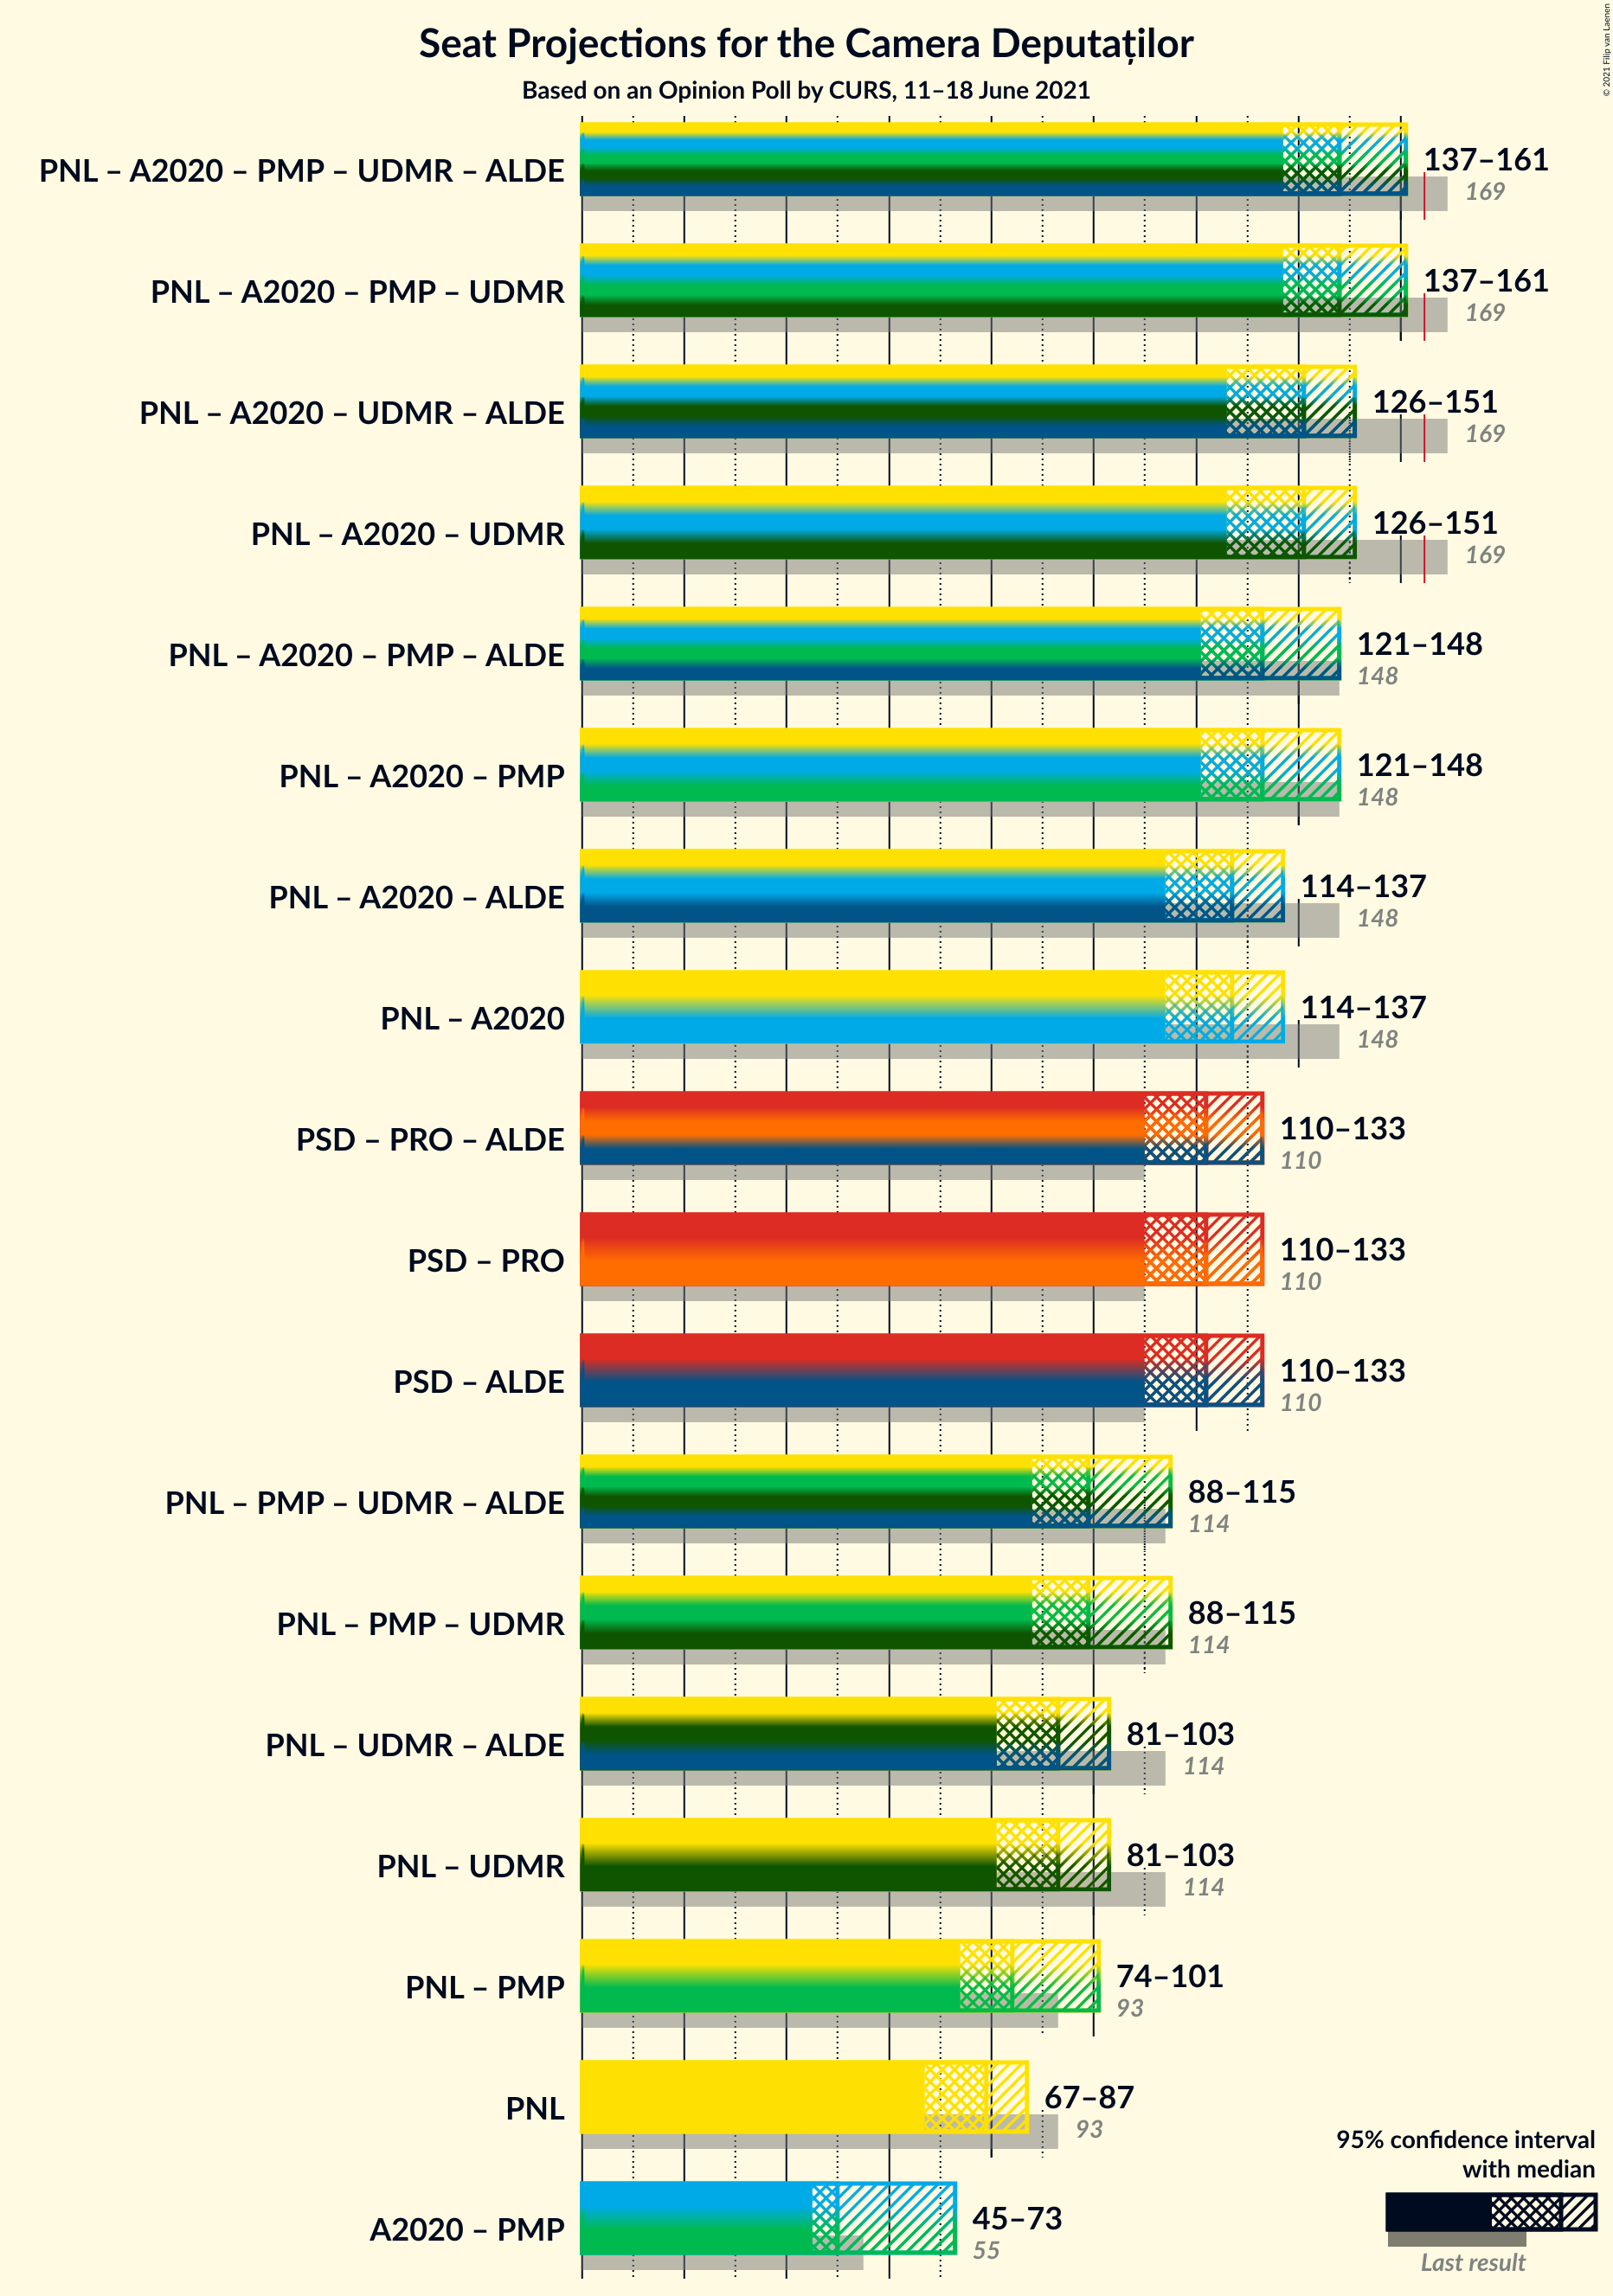 Seat Projections for the Camera Deputaților
Based on an Opinion Poll by CURS, 11–18 June 2021
© 2021 Filip van Laenen
PNL – A2020 – PMP – UDMR – ALDE
137–161
169
PNL – A2020 – PMP – UDMR
137–161
169
PNL – A2020 – UDMR – ALDE
126–151
169
PNL – A2020 – UDMR
126–151
169
PNL – A2020 – PMP – ALDE
121–148
148
PNL – A2020 – PMP
121–148
148
PNL – A2020 – ALDE
114–137
148
PNL – A2020
114–137
148
PSD – PRO – ALDE
110–133
110
PSD – PRO
110–133
110
PSD – ALDE
110–133
110
PNL – PMP – UDMR – ALDE
88–115
114
PNL – PMP – UDMR
88–115
114
PNL – UDMR – ALDE
81–103
114
PNL – UDMR
81–103
114
PNL – PMP
74–101
93
PNL
67–87
93
A2020 – PMP
45–73
55
95% confidence interval
with median
Last result